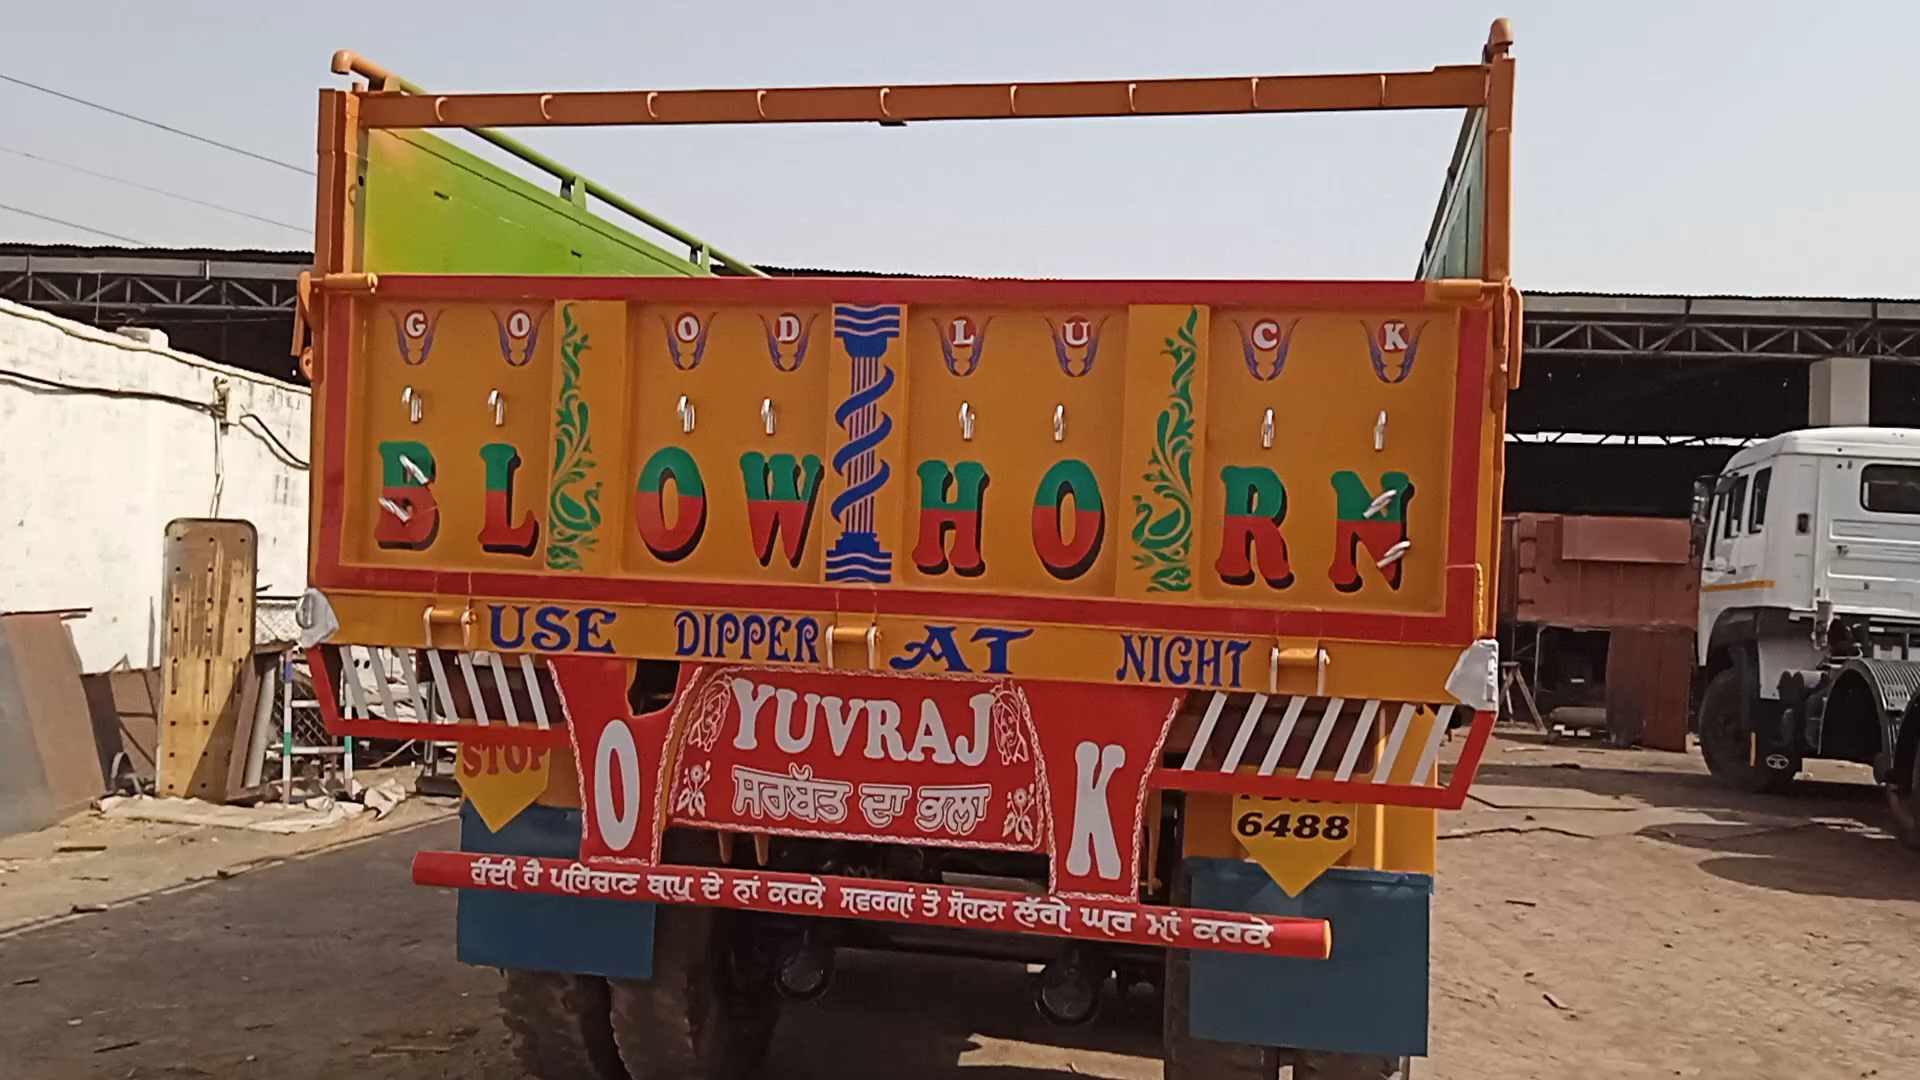 GOOD LUCK
BLOW HORN
USE DIPPER AT NIGHT
YUVRAJ
O K
ਸਰਬੱਤ ਦਾ ਭਲਾ
STOP
6488
ਹੁੰਦੀ ਹੈ ਪਹਿਚਾਣ ਬਾਪੂ ਦੇ ਨਾਂ ਕਰਕੇ ਸਵਰਗਾਂ ਤੋਂ ਸੋਹਣਾ ਲੱਗੇ ਘਰ ਮਾਂ ਕਰਕੇ